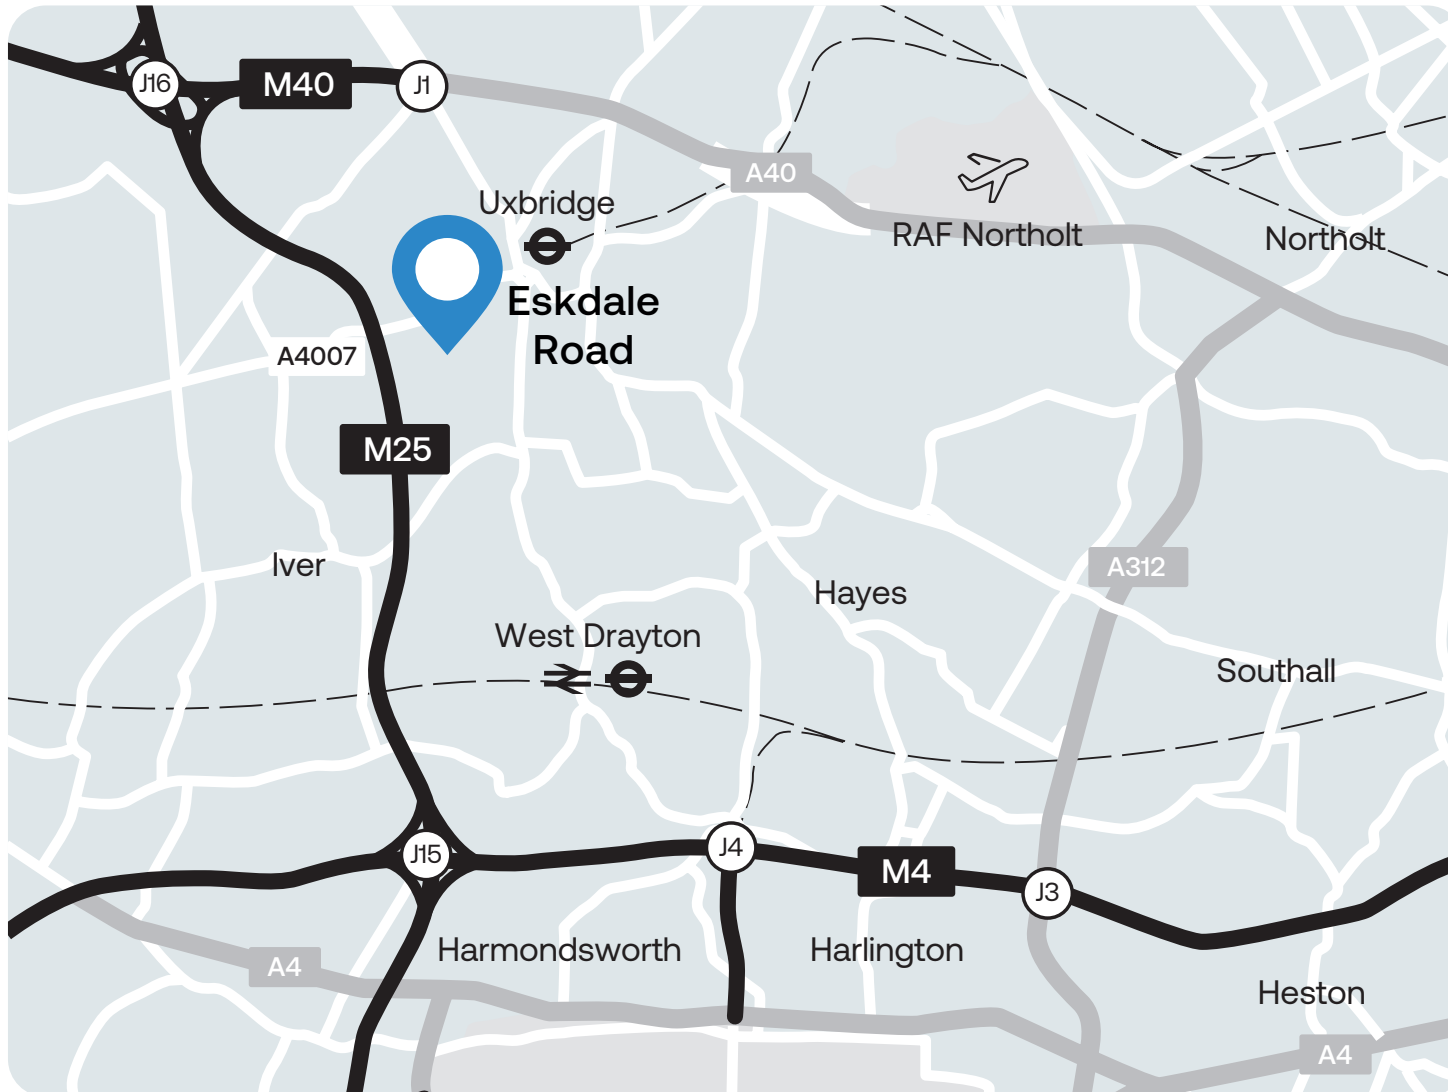 J16
M40
J1
A40
Uxbridge
RAF Northolt
Northolt
Eskdale
Road
A4007
M25
Iver
A312
Hayes
West Drayton
Southall
J15
J4
M4
J3
Harmondsworth
Harlington
A4
Heston
A4